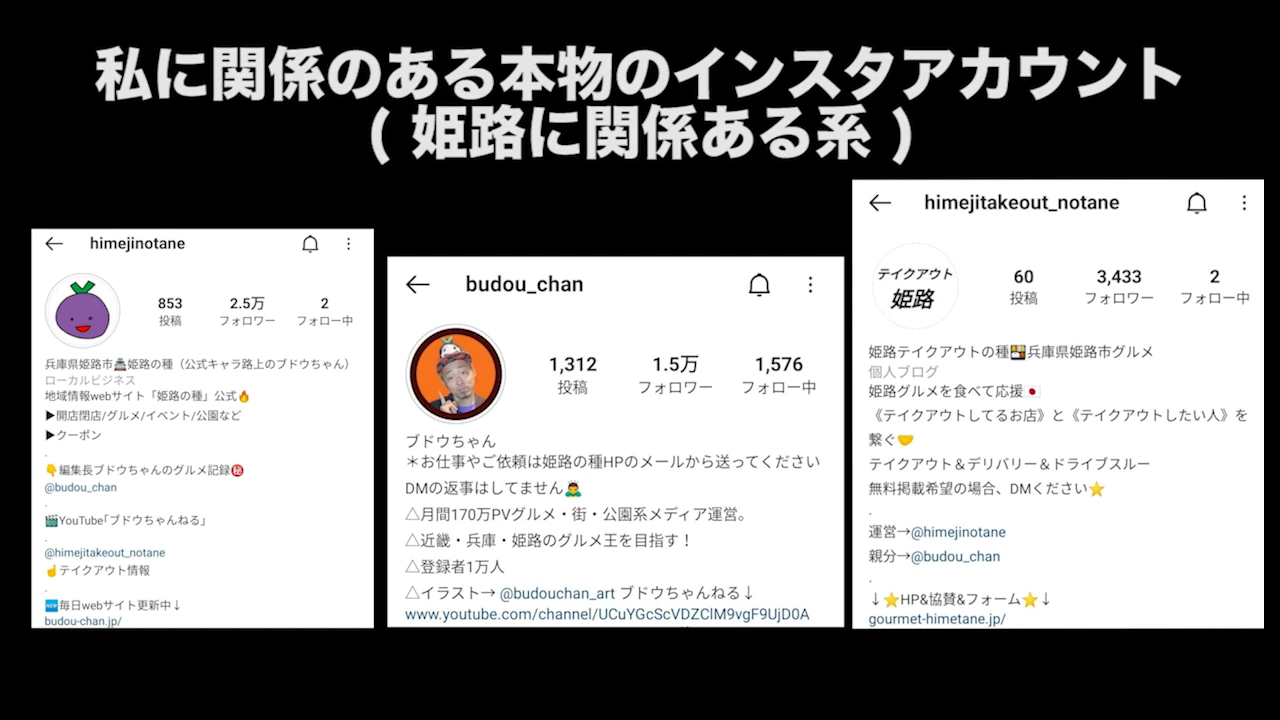 私に関係のある本物のインスタアカウント
( 姫路に関係ある系 )
himejinotane
853
2.5万
2
投稿
フォロワー
フォロー中
兵庫県姫路市🏯姫路の種（公式キャラ路上のブドウちゃん）
ローカルビジネス
地域情報webサイト「姫路の種」公式🔥
▶開店閉店/グルメ/イベント/公園など
▶クーポン
.
👇編集長ブドウちゃんのグルメ記録㊙
@budou_chan
.
🎬YouTube｢ブドウちゃんねる」
.
@himejitakeout_notane
☝テイクアウト情報
.
🆕毎日webサイト更新中↓
budou-chan.jp/
budou_chan
1,312
1.5万
1,576
投稿
フォロワー
フォロー中
ブドウちゃん
＊お仕事やご依頼は姫路の種HPのメールから送ってください
DMの返事はしてません🙇‍♂️
△月間170万PVグルメ・街・公園系メディア運営。
△近畿・兵庫・姫路のグルメ王を目指す！
△登録者1万人
△イラスト→ @budouchan_art ブドウちゃんねる↓
www.youtube.com/channel/UCuYGcScVDZClM9vgF9UjD0A
himejitakeout_notane
テイクアウト
姫路
60
3,433
2
投稿
フォロワー
フォロー中
姫路テイクアウトの種🍱兵庫県姫路市グルメ
個人ブログ
姫路グルメを食べて応援🇯🇵
《テイクアウトしてるお店》と《テイクアウトしたい人》を
繋ぐ🤝
テイクアウト＆デリバリー＆ドライブスルー
無料掲載希望の場合、DMください⭐
.
運営→@himejinotane
親分→@budou_chan
.
↓⭐HP&協賛&フォーム⭐↓
gourmet-himetane.jp/